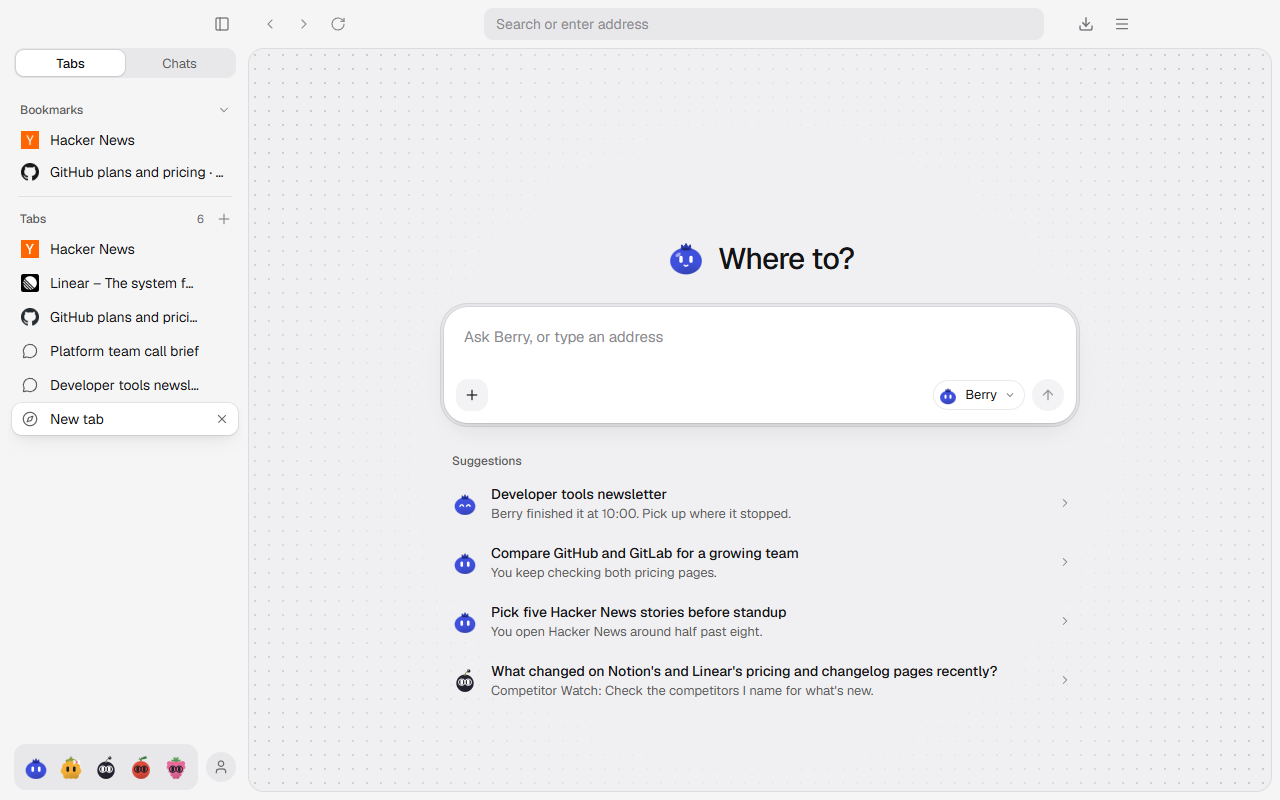 Search or enter address
Tabs
Chats
Bookmarks
Hacker News
GitHub plans and pricing · ...
Tabs
6
Hacker News
Linear – The system f...
GitHub plans and prici...
Platform team call brief
Developer tools newsl...
New tab
Where to?
Ask Berry, or type an address
Berry
Suggestions
Developer tools newsletter
Berry finished it at 10:00. Pick up where it stopped.
Compare GitHub and GitLab for a growing team
You keep checking both pricing pages.
Pick five Hacker News stories before standup
You open Hacker News around half past eight.
What changed on Notion's and Linear's pricing and changelog pages recently?
Competitor Watch: Check the competitors I name for what's new.